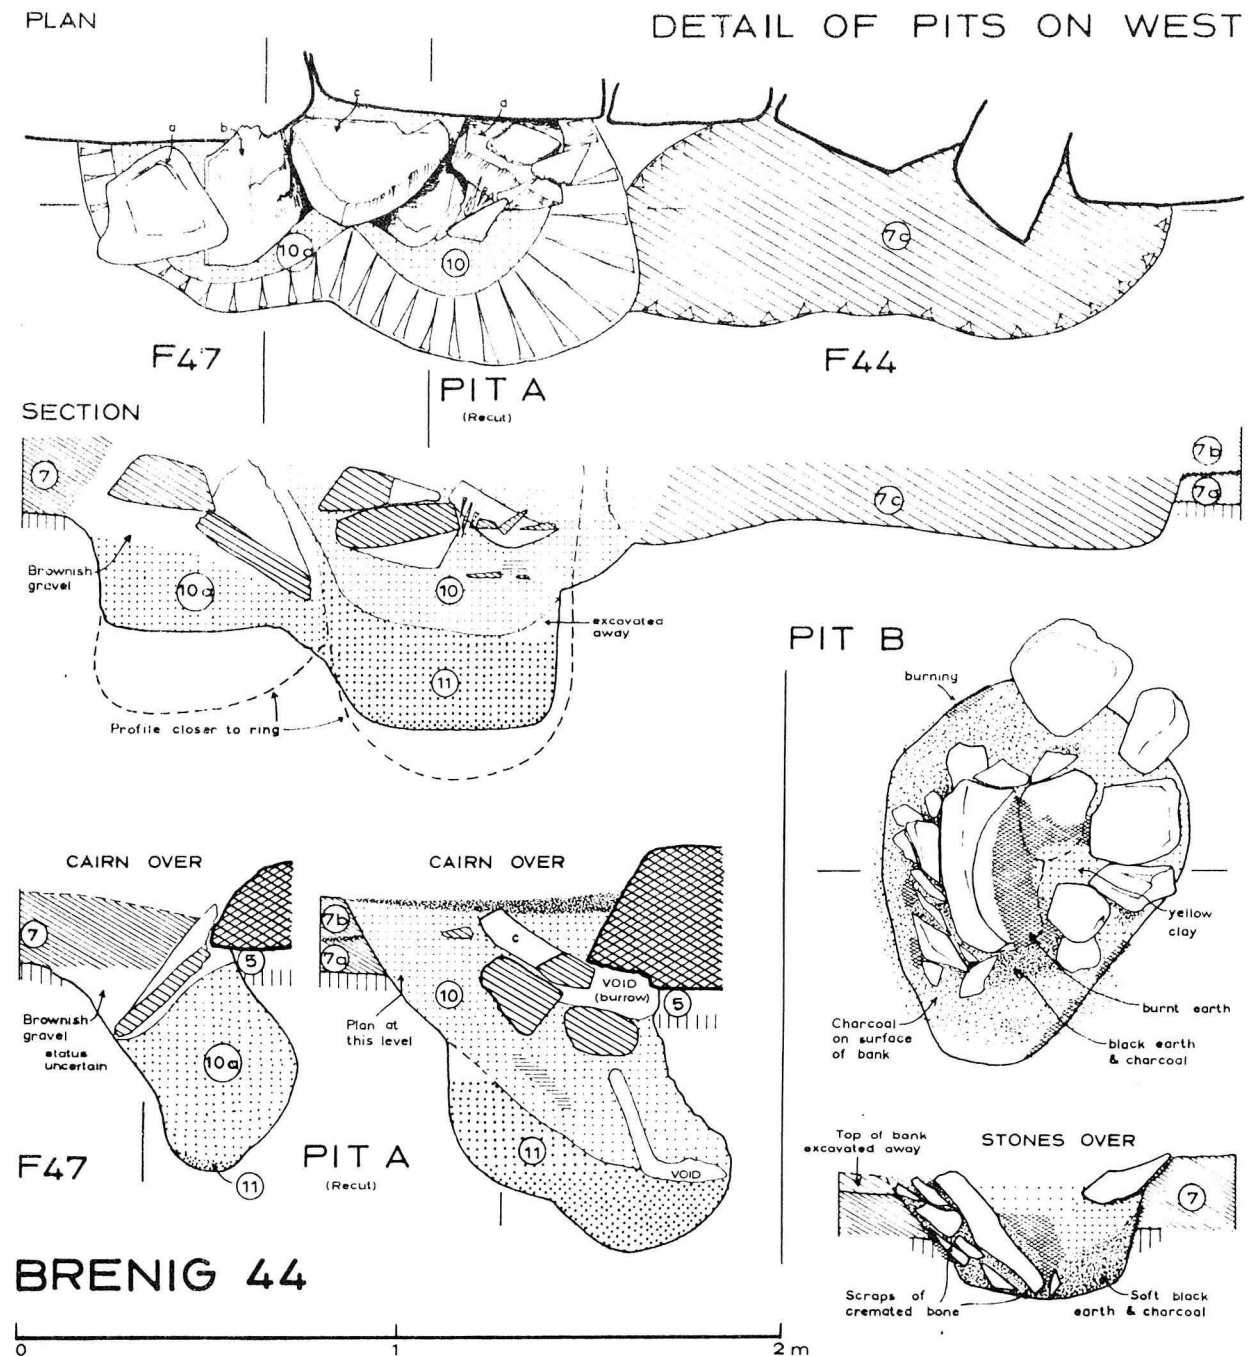 PLAN
DETAIL OF PITS ON WEST
a
b
c
d
10a
10
7c
F47
PIT A
(Recut)
F44
SECTION
7
7b
7a
7c
Brownish
gravel
10a
10
excavated
away
11
Profile closer to ring
PIT B
burning
yellow
clay
burnt earth
Charcoal
on surface
of bank
black earth
& charcoal
CAIRN OVER
7
5
Brownish
gravel
status
uncertain
10a
F47
11
CAIRN OVER
7b
7a
c
10
VOID
(burrow)
5
Plan at
this level
11
VOID
PIT A
(Recut)
Top of bank
excavated away
STONES OVER
7
Scraps of
cremated bone
Soft black
earth & charcoal
BRENIG 44
0
1
2 m